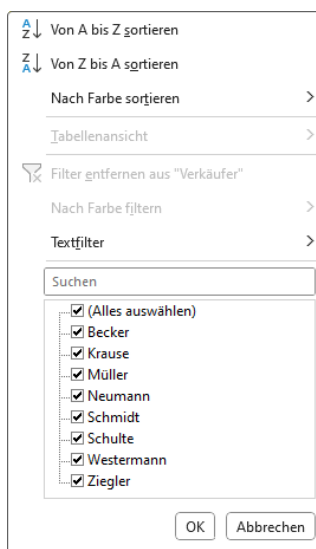 Von A bis Z sortieren
Von Z bis A sortieren
Nach Farbe sortieren
Tabellenansicht
Filter entfernen aus "Verkäufer"
Nach Farbe filtern
Textfilter
Suchen
(Alles auswählen)
Becker
Krause
Müller
Neumann
Schmidt
Schulte
Westermann
Ziegler
OK Abbrechen